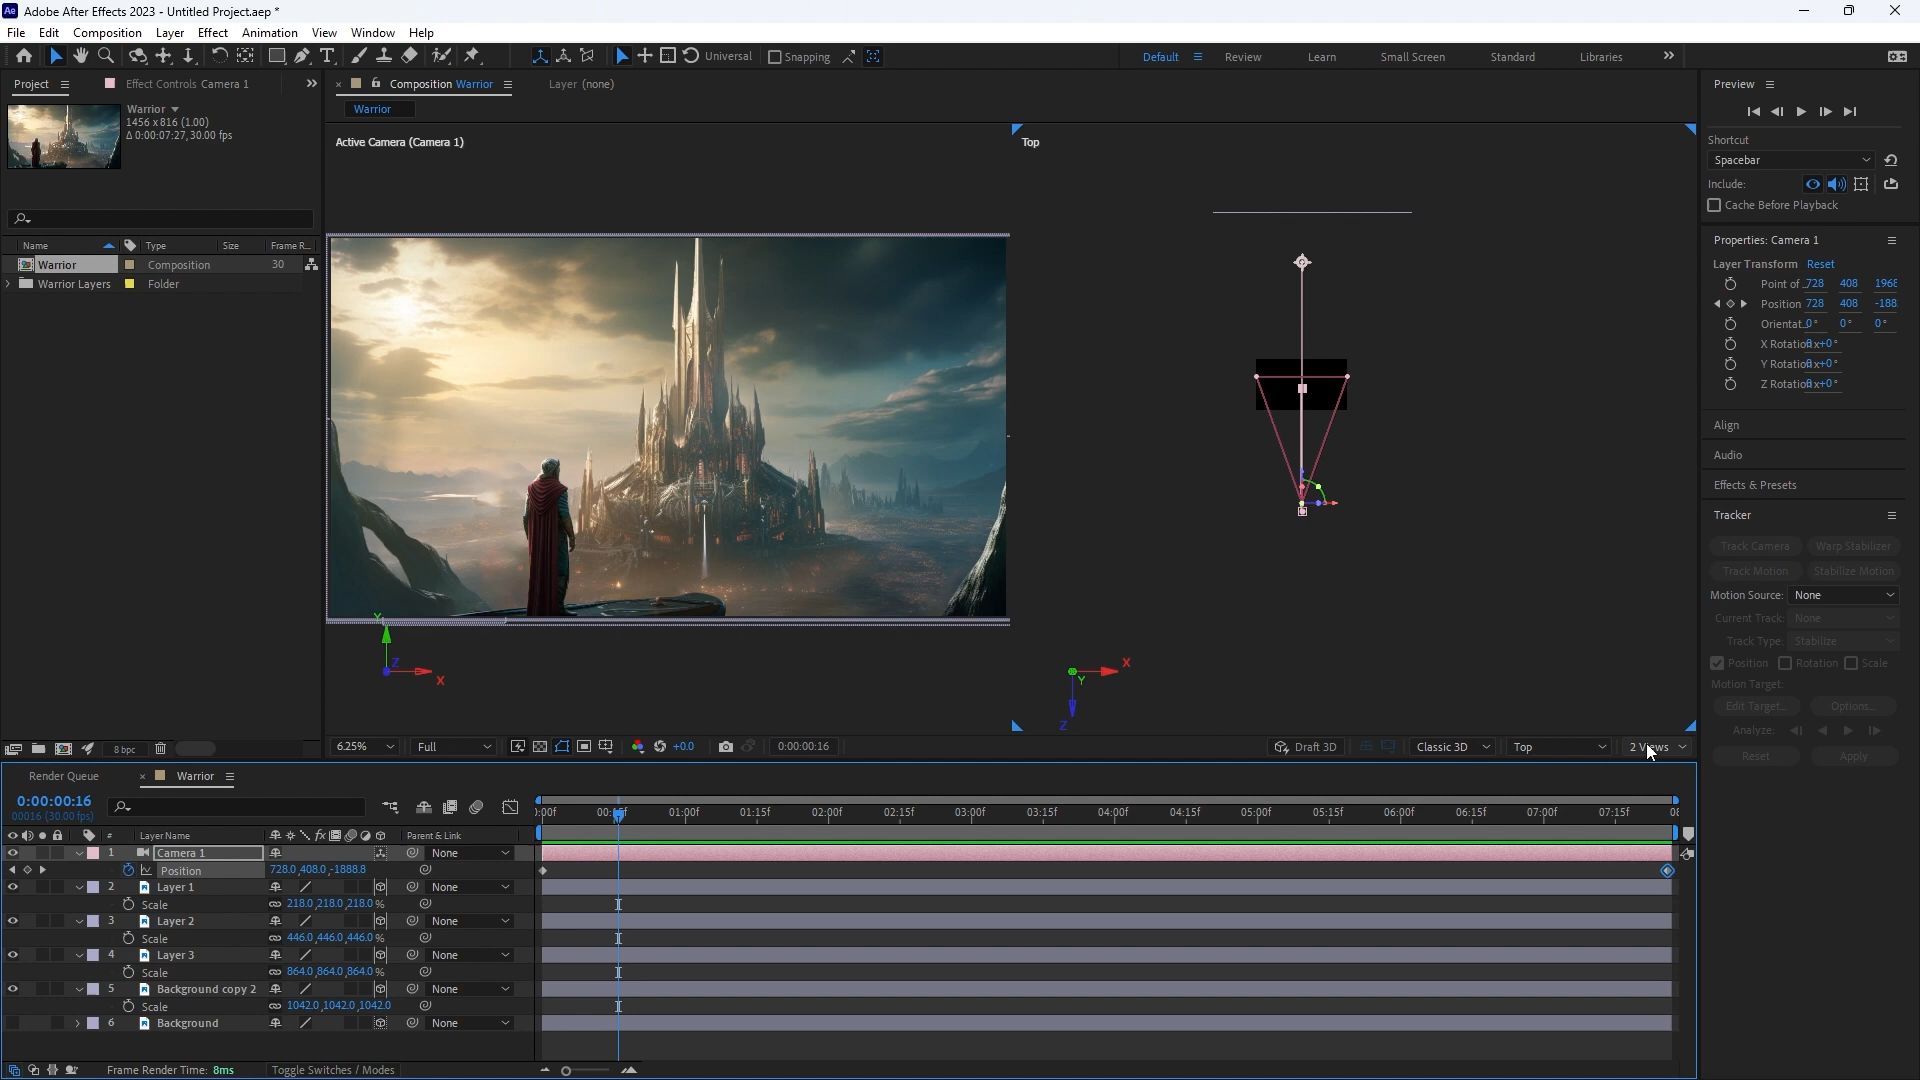 Ae Adobe After Effects 2023 - Untitled Project.aep *
File Edit Composition Layer Effect Animation View Window Help
Universal Snapping Default Review Learn Small Screen Standard Libraries
Project Effect Controls Camera 1
Composition Warrior Layer (none)
Preview
Warrior
1456 x 816 (1.00)
Δ 0:00:07:27, 30.00 fps
Warrior
Active Camera (Camera 1)
Top
Shortcut
Spacebar
Include:
Cache Before Playback
Name Type Size Frame R...
Warrior Composition 30
Warrior Layers Folder
Properties: Camera 1
Layer Transform Reset
Point of 728 408
Position 728 408 -188
Orientat 0° 0° 0°
X Rotation x+0°
Y Rotation x+0°
Z Rotation x+0°
Align
Audio
Effects & Presets
Tracker
Track Camera Warp Stabilizer
Track Motion Stabilize Motion
Motion Source: None
Current Track: None
Track Type: Stabilize
Position Rotation Scale
Motion Target:
Edit Target... Options...
Analyze:
Reset Apply
Y Z X
X Y Z
8 bpc
6.25% Full +0.0 0:00:00:16 Draft 3D Classic 3D Top 2 Views
Render Queue Warrior
0:00:00:16
00016 (30.00 fps)
:00f 01:00f 01:15f 02:00f 02:15f 03:00f 03:15f 04:00f 04:15f 05:00f 05:15f 06:00f 06:15f 07:00f 07:15f 08
# Layer Name fx Parent & Link
1 Camera 1 None
Position 728.0,408.0,-1888.8
2 Layer 1 None
Scale 218.0,218.0,218.0%
3 Layer 2 None
Scale 446.0,446.0,446.0%
4 Layer 3 None
Scale 864.0,864.0,864.0%
5 Background copy 2 None
Scale 1042.0,1042.0,1042.0
6 Background None
Frame Render Time: 8ms Toggle Switches / Modes